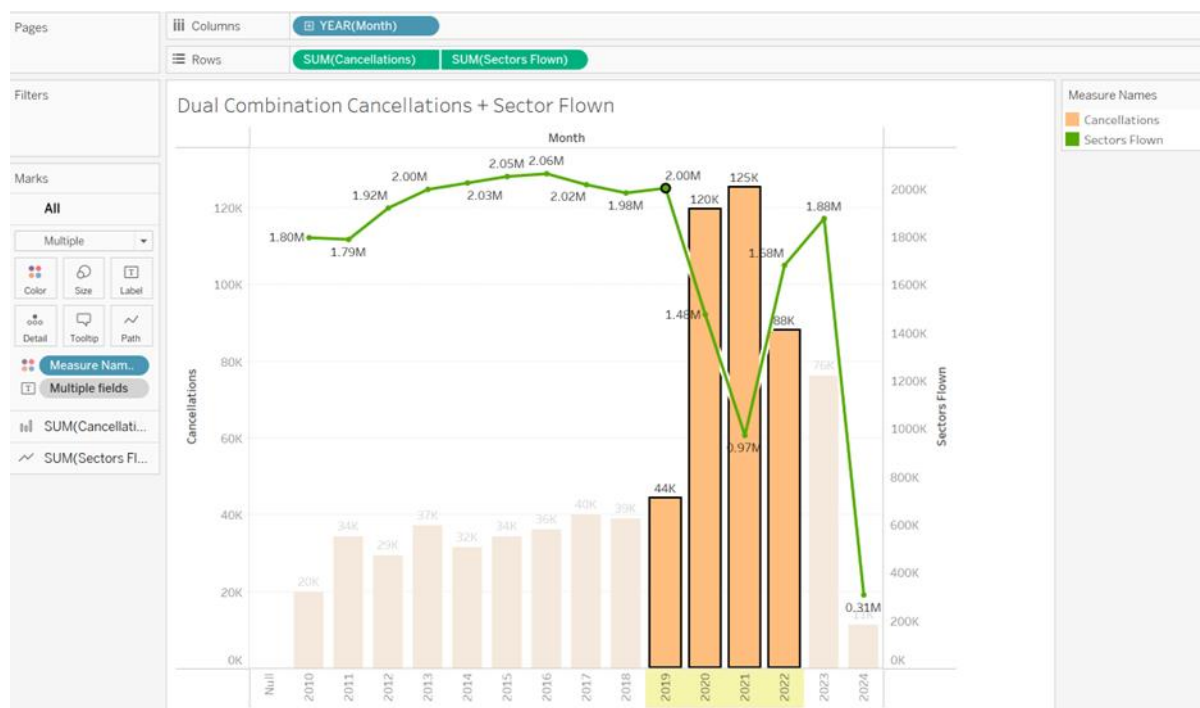 Pages
Columns
YEAR(Month)
Rows
SUM(Cancellations)
SUM(Sectors Flown)
Filters
Marks
All
Multiple
Color
Size
Label
Detail
Tooltip
Path
Measure Nam..
Multiple fields
SUM(Cancellati...
SUM(Sectors Fl...
Dual Combination Cancellations + Sector Flown
Month
Cancellations
120K
100K
80K
60K
40K
20K
0K
1.80M
1.79M
1.92M
2.00M
2.03M
2.05M
2.06M
2.02M
1.98M
2.00M
1.48M
0.97M
1.68M
1.88M
0.31M
20K
34K
29K
37K
32K
34K
36K
40K
39K
44K
120K
125K
88K
76K
11K
2000K
1800K
1600K
1400K
1200K
1000K
800K
600K
400K
200K
0K
Sectors Flown
Null
2010
2011
2012
2013
2014
2015
2016
2017
2018
2019
2020
2021
2022
2023
2024
Measure Names
Cancellations
Sectors Flown